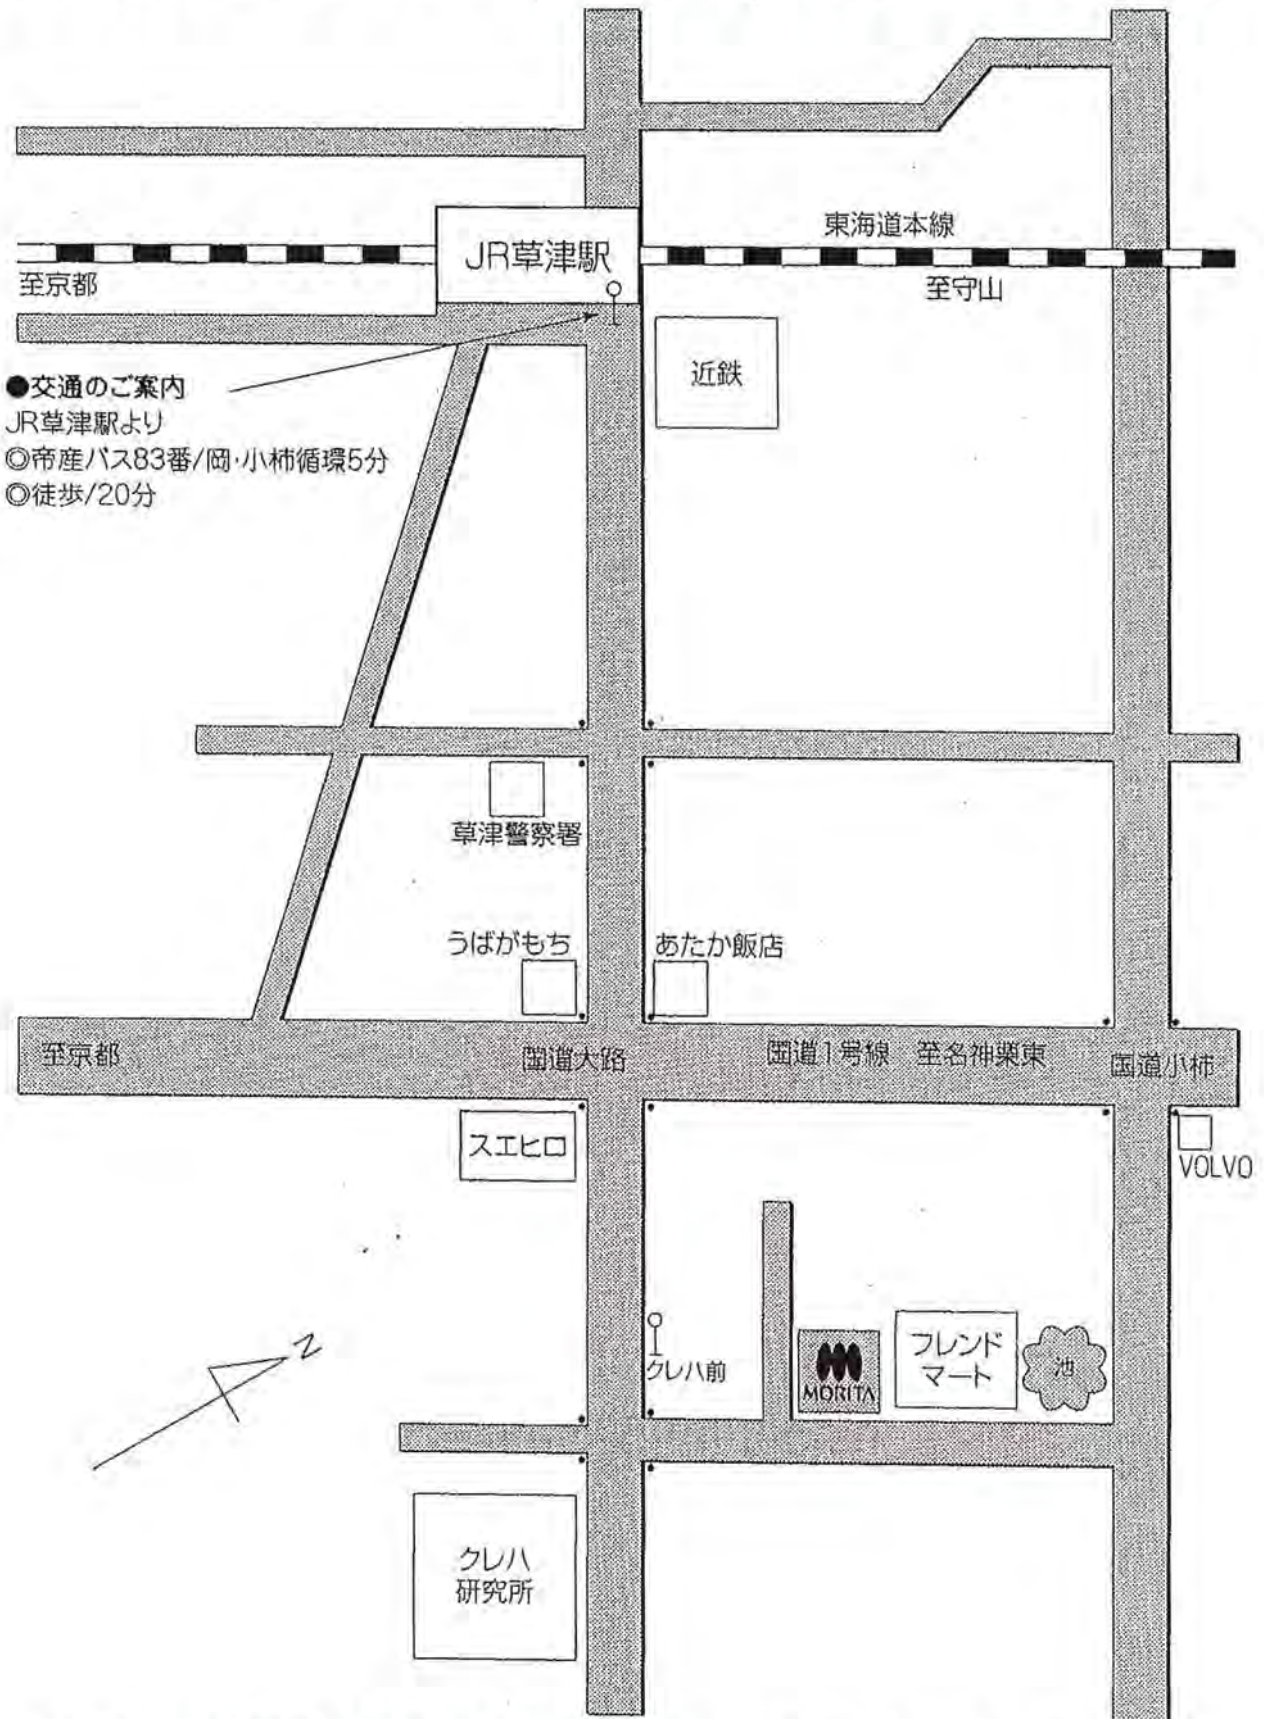 東海道本線
JR草津駅
至京都
至守山
近鉄
●交通のご案内
JR草津駅より
◎帝産バス83番/岡・小柿循環5分
◎徒歩/20分
草津警察署
うばがもち
あたか飯店
至京都
国道大路
国道1号線 至名神栗東
国道小柿
スエヒロ
VOLVO
N
クレハ前
MORITA
フレンド
マート
池
クレハ
研究所